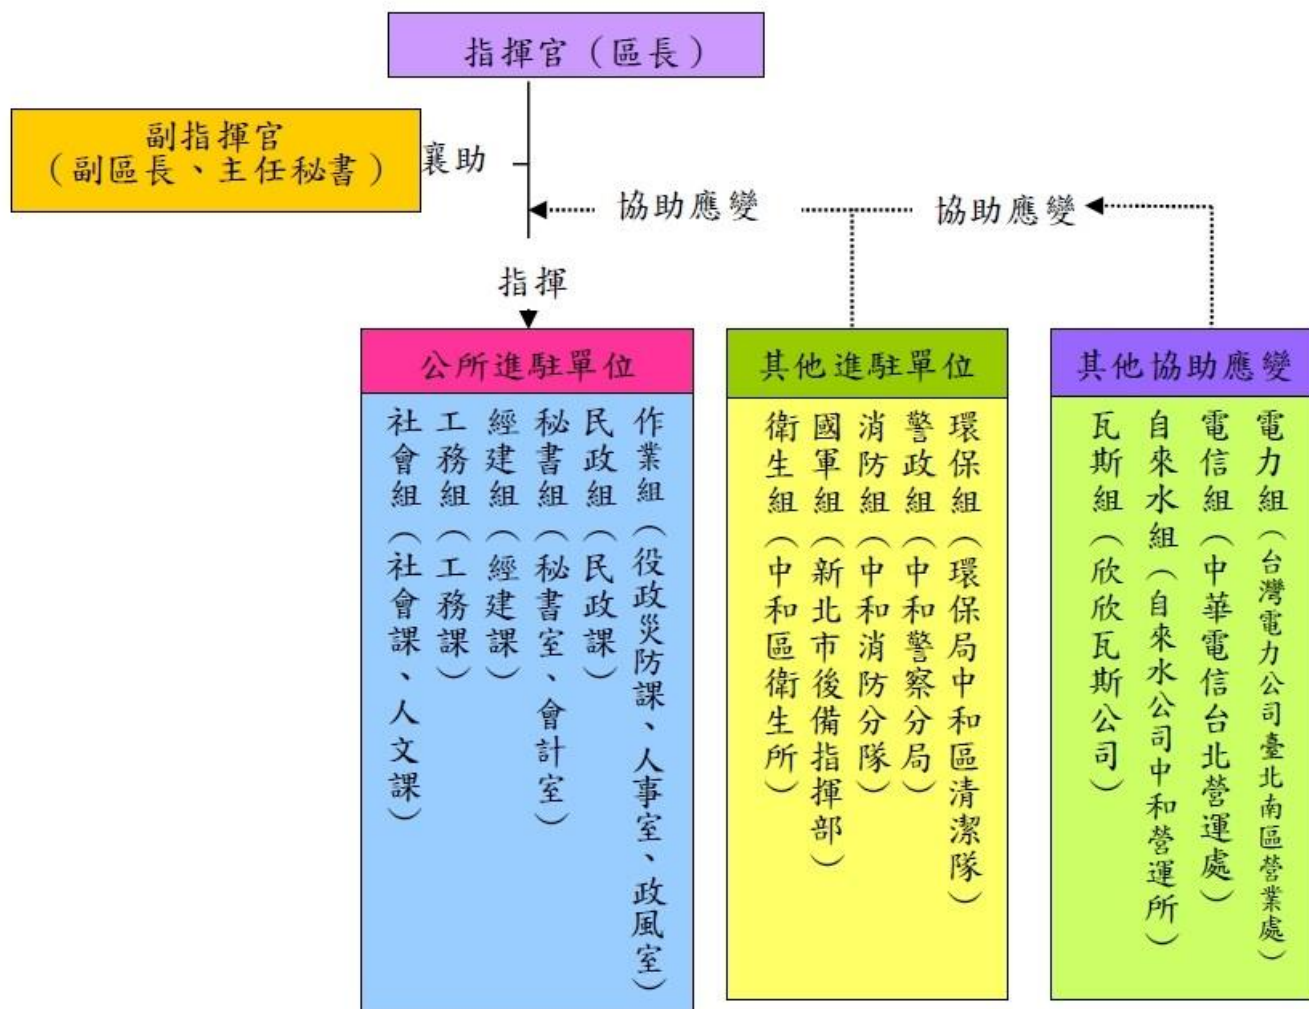 指揮官（區長）
副指揮官
（副區長、主任秘書）
襄助
協助應變
協助應變
指揮
公所進駐單位
作業組（役政災防課、人事室、政風室）
民政組（民政課）
秘書組（秘書室、會計室）
經建組（經建課）
工務組（工務課）
社會組（社會課、人文課）
其他進駐單位
環保組（環保局中和區清潔隊）
警政組（中和警察分局）
消防組（中和消防分隊）
國軍組（新北市後備指揮部）
衛生組（中和區衛生所）
其他協助應變
電力組（台灣電力公司臺北南區營業處）
電信組（中華電信台北營運處）
自來水組（自來水公司中和營運所）
瓦斯組（欣欣瓦斯公司）